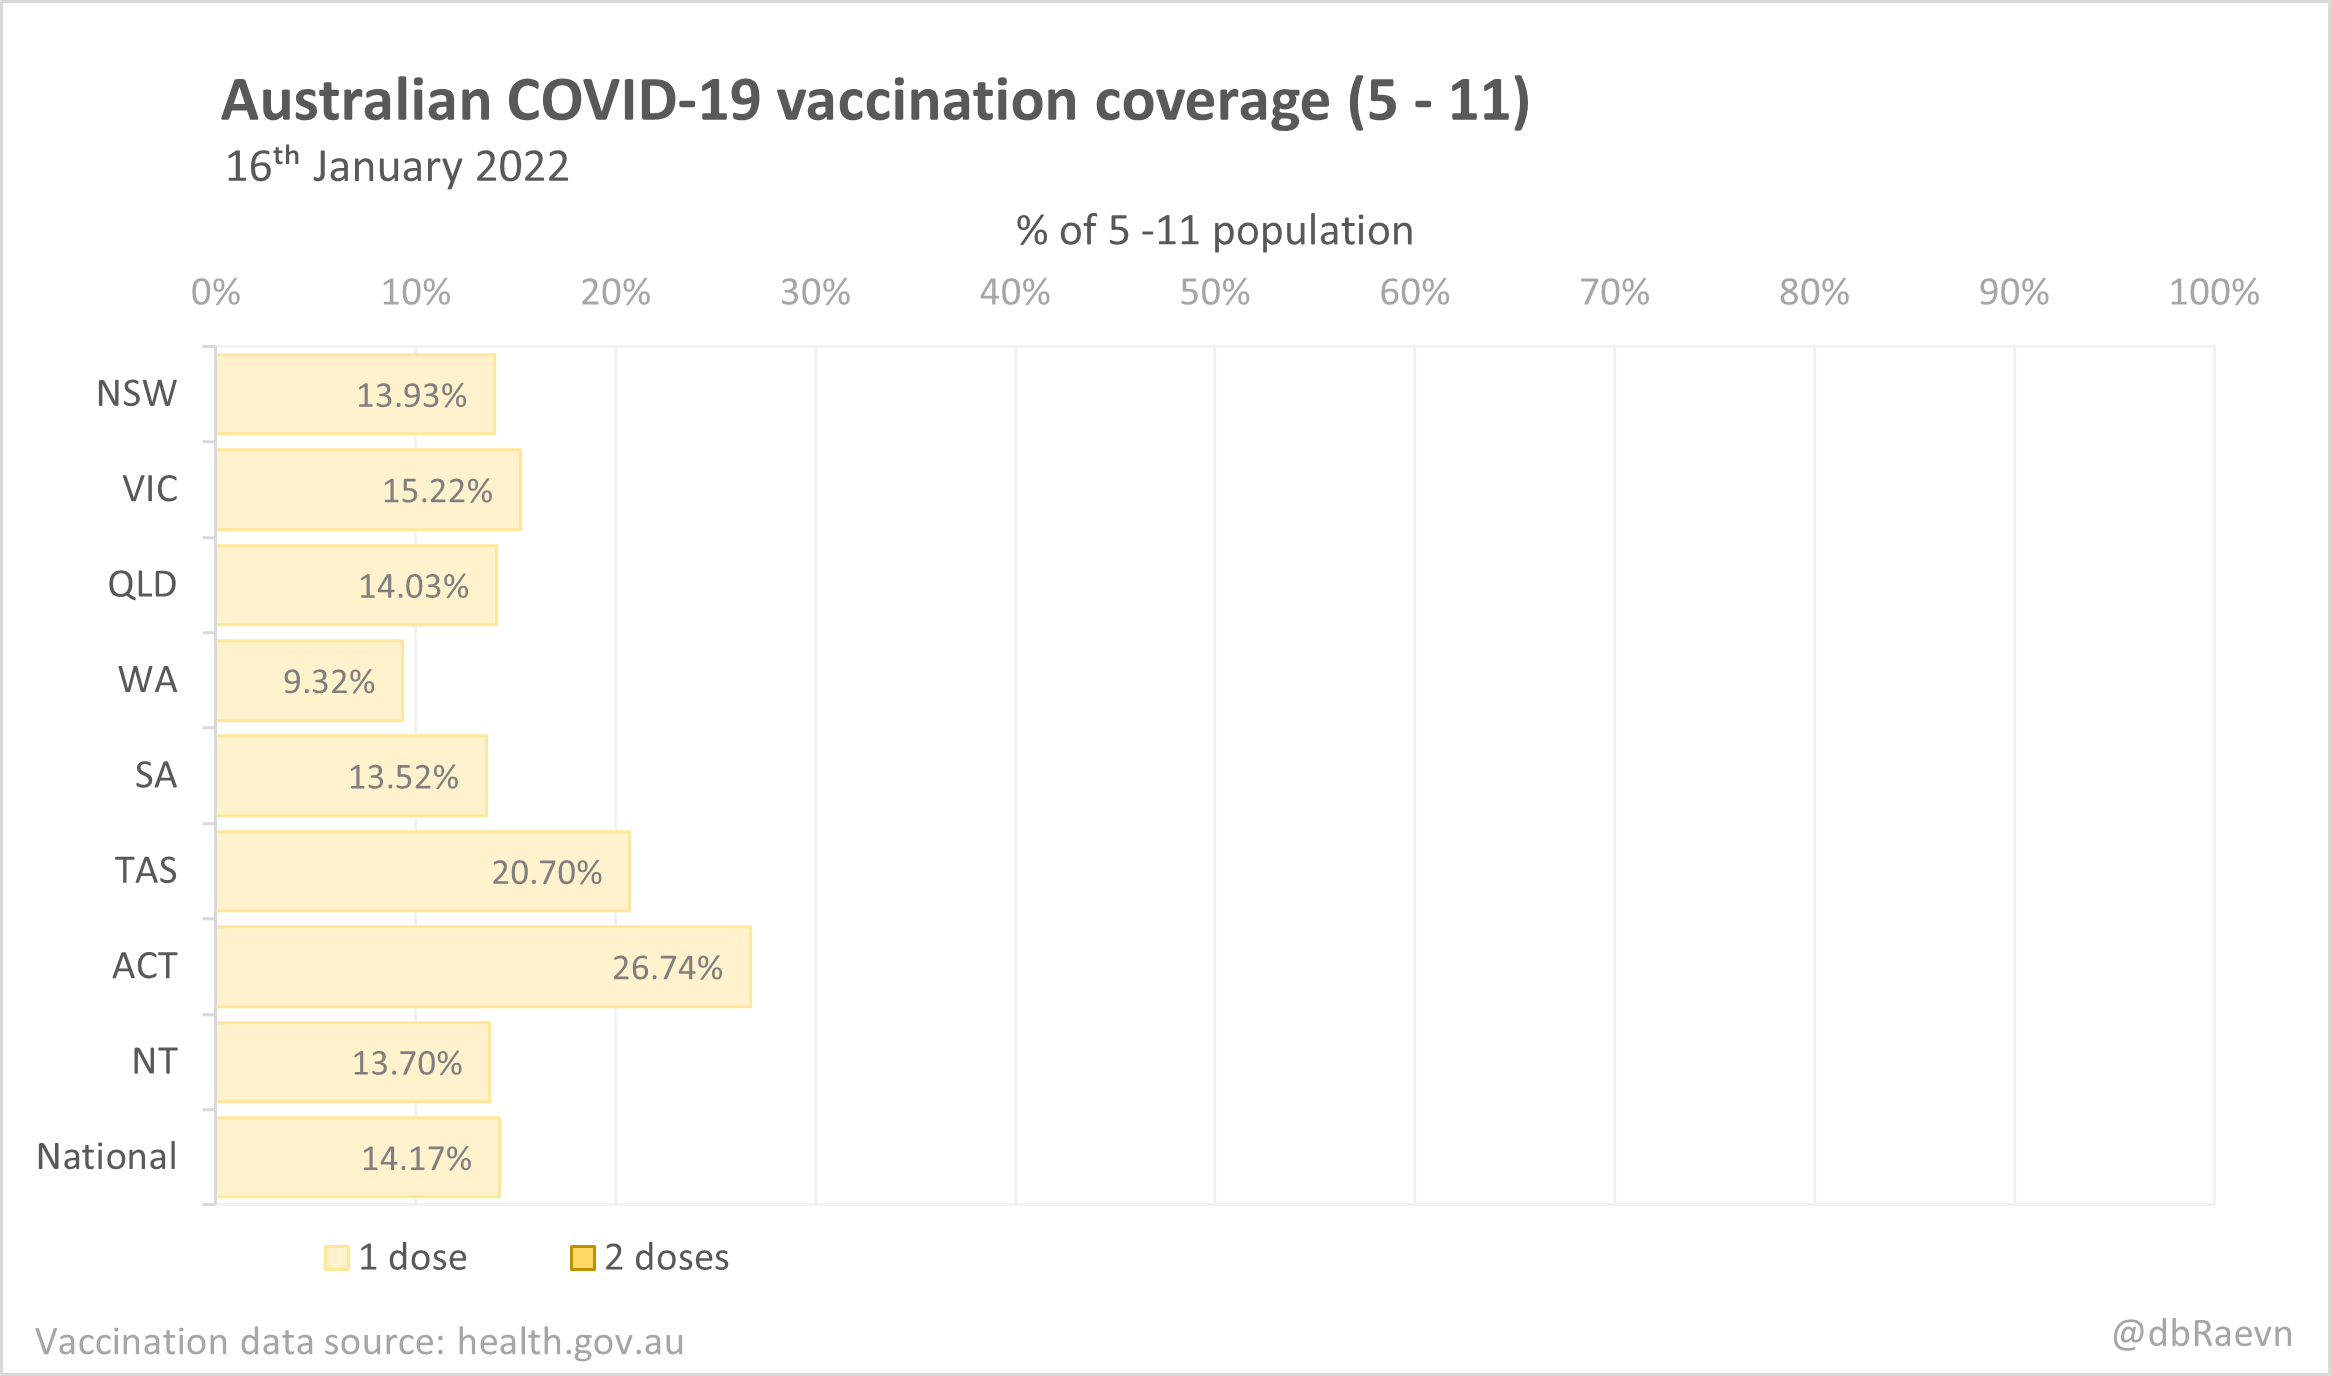 Australian COVID-19 vaccination coverage (5 - 11)
16th January 2022
% of 5 -11 population
0% 10% 20% 30% 40% 50% 60% 70% 80% 90% 100%
NSW 13.93%
VIC 15.22%
QLD 14.03%
WA 9.32%
SA 13.52%
TAS 20.70%
ACT 26.74%
NT 13.70%
National 14.17%
1 dose 2 doses
Vaccination data source: health.gov.au
@dbRaevn